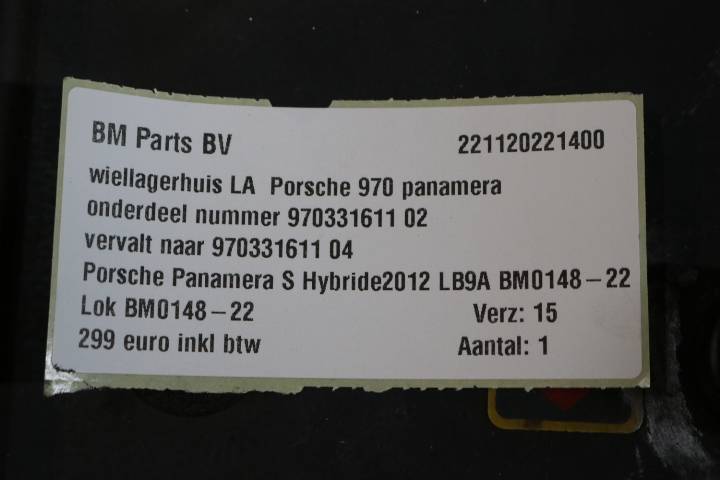 BM Parts BV 221120221400
wiellagerhuis LA Porsche 970 panamera
onderdeel nummer 970331611 02
vervalt naar 970331611 04
Porsche Panamera S Hybride2012 LB9A BM0148-22
Lok BM0148-22 Verz: 15
299 euro inkl btw Aantal: 1